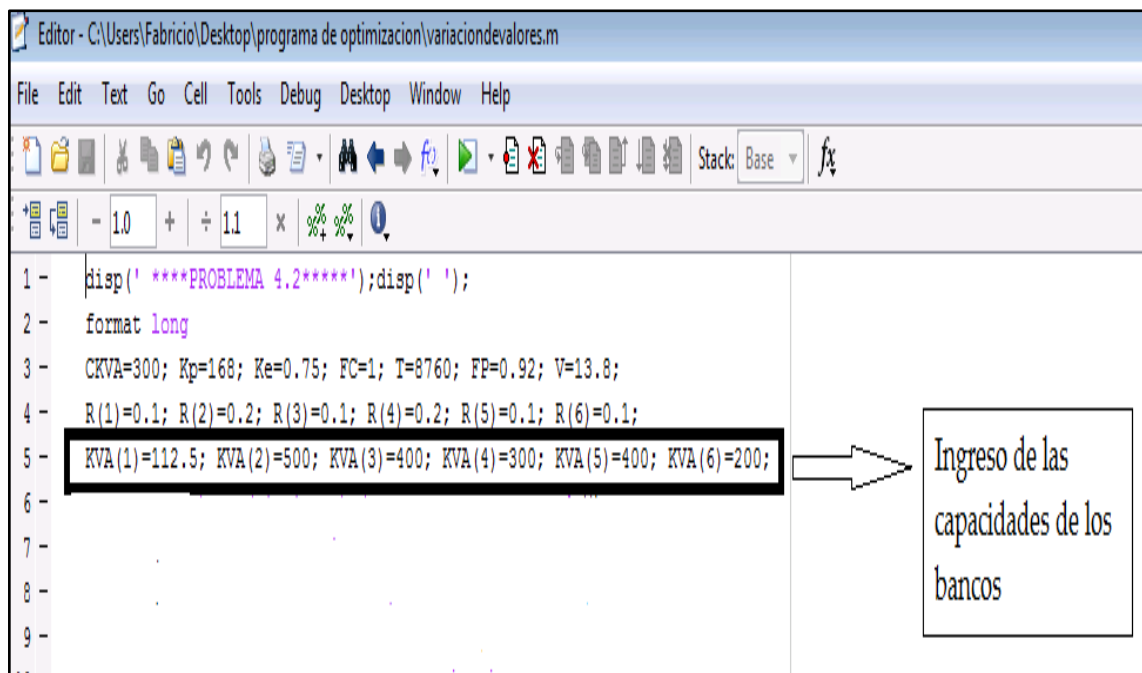 Editor - C:\Users\Fabricio\Desktop\programa de optimizacion\variaciondevalores.m
File Edit Text Go Cell Tools Debug Desktop Window Help
Stack: Base fx
- 1.0 + ÷ 1.1 ×
1 - disp(' ****PROBLEMA 4.2*****');disp(' ');
2 - format long
3 - CKVA=300; Kp=168; Ke=0.75; FC=1; T=8760; FP=0.92; V=13.8;
4 - R(1)=0.1; R(2)=0.2; R(3)=0.1; R(4)=0.2; R(5)=0.1; R(6)=0.1;
5 - KVA(1)=112.5; KVA(2)=500; KVA(3)=400; KVA(4)=300; KVA(5)=400; KVA(6)=200;
6 -
7 -
8 -
9 -
Ingreso de las
capacidades de los
bancos